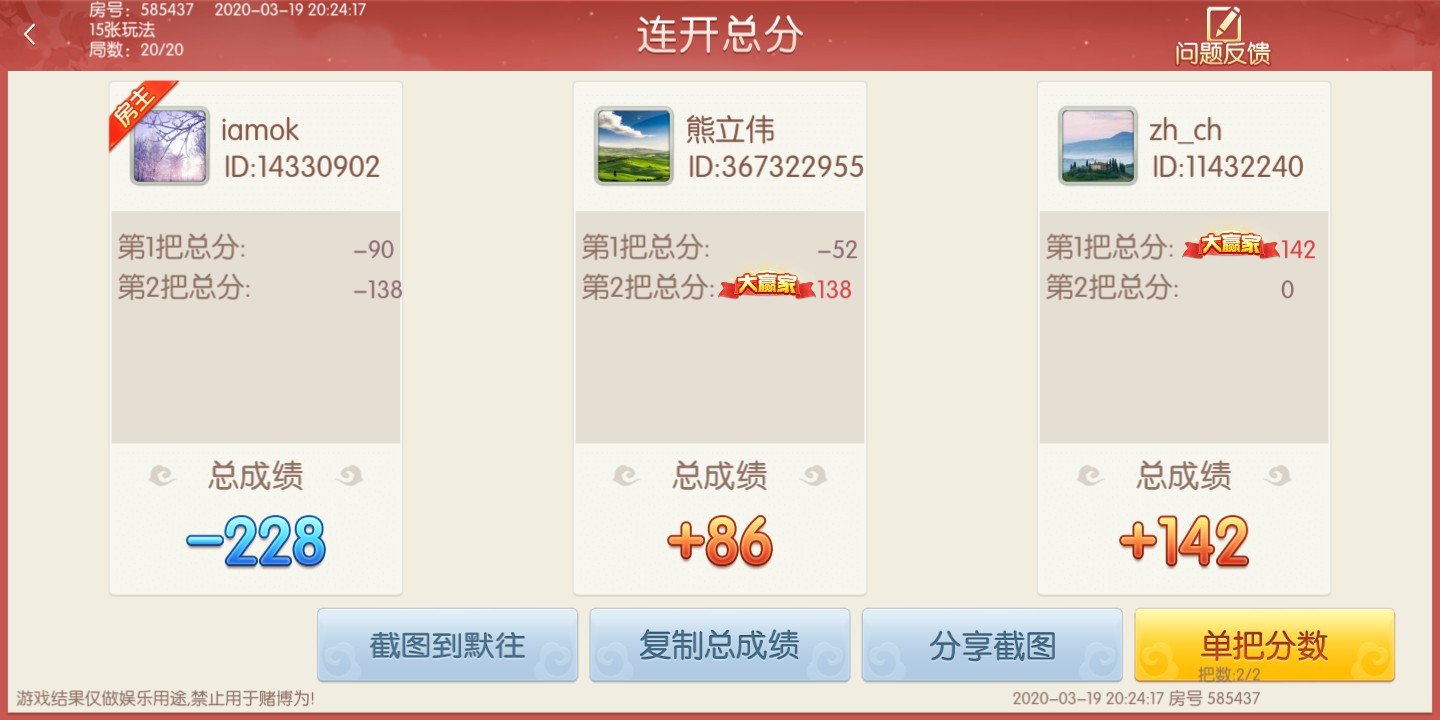 房号：585437 2020-03-19 20:24:17
15张玩法
局数：20/20
连开总分
问题反馈
房主
iamok
ID:14330902
第1把总分: -90
第2把总分: -138
总成绩
-228
熊立伟
ID:367322955
第1把总分: -52
第2把总分: 大赢家 138
总成绩
+86
zh_ch
ID:11432240
第1把总分: 大赢家 142
第2把总分: 0
总成绩
+142
截图到默往
复制总成绩
分享截图
单把分数
把数:2/2
游戏结果仅做娱乐用途,禁止用于赌博为!
2020-03-19 20:24:17 房号 585437